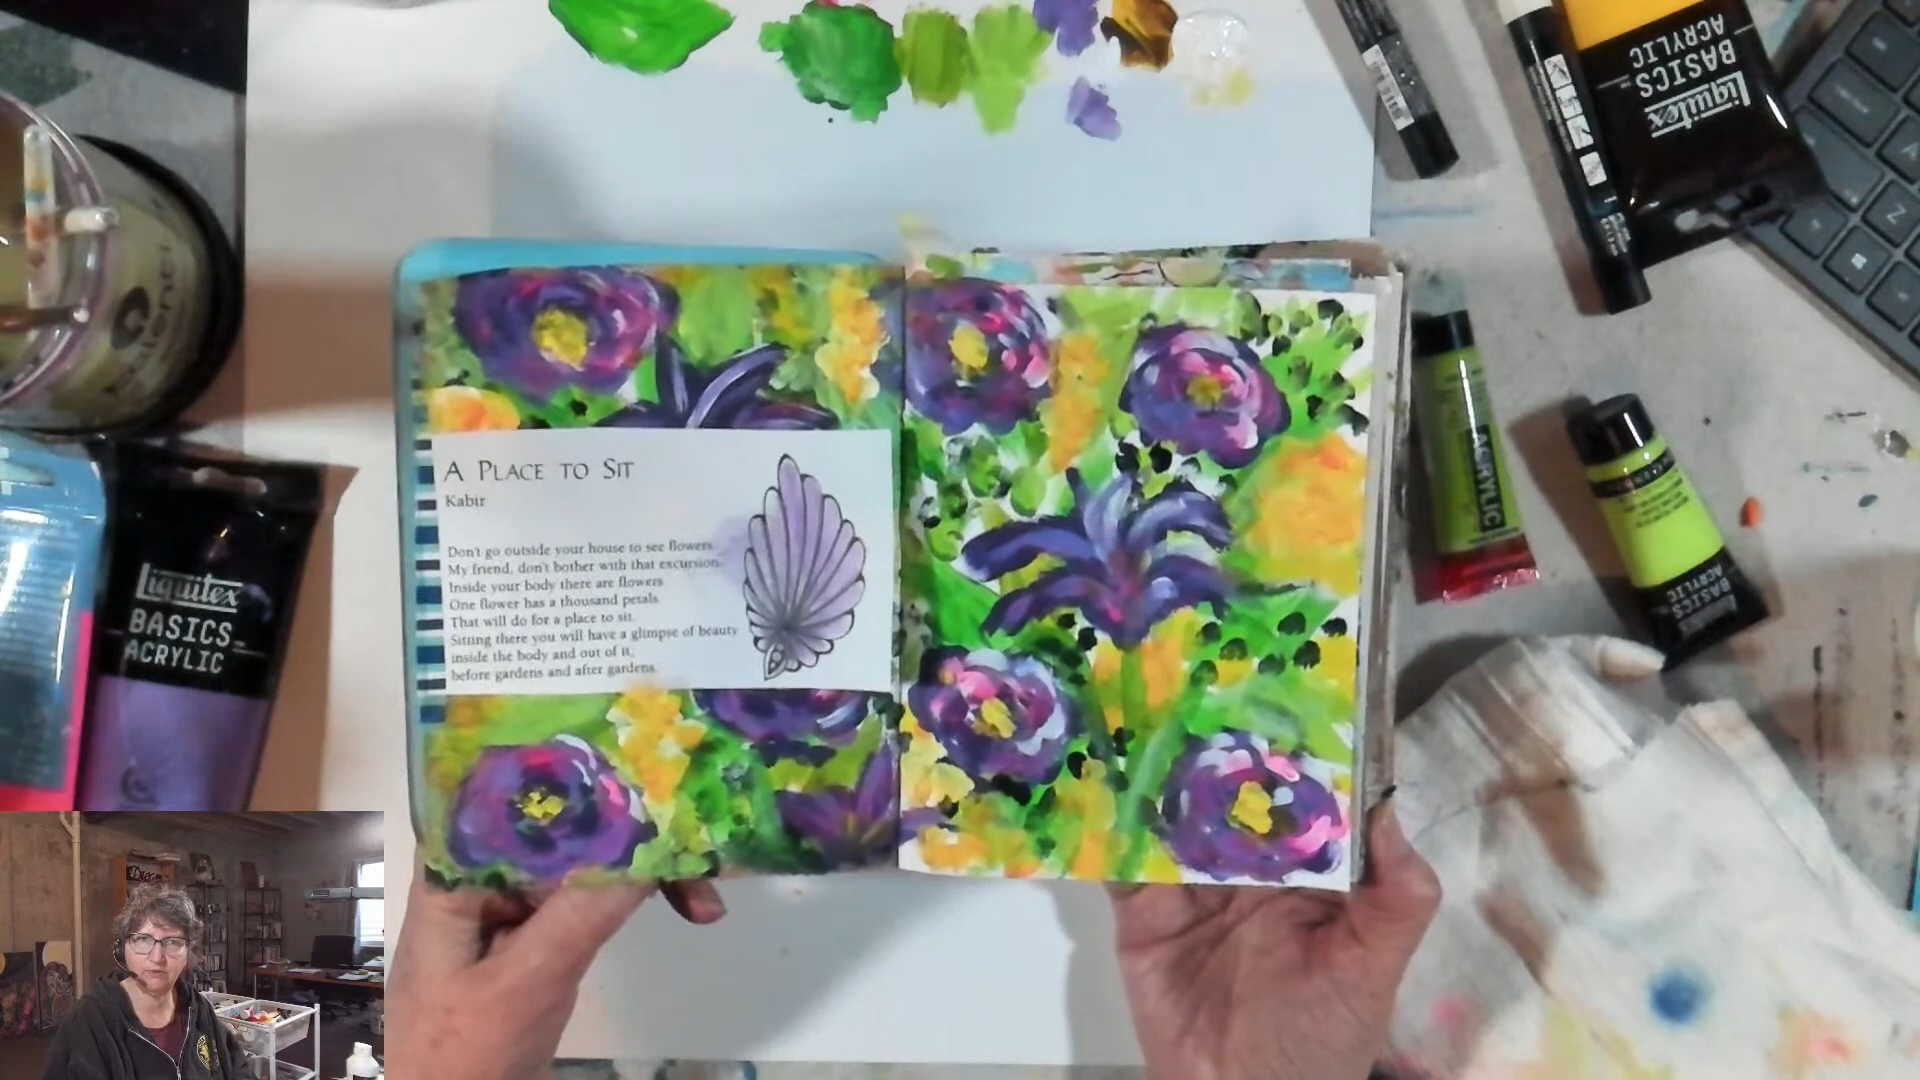 A PLACE TO SIT
Kabir
Don't go outside your house to see flowers.
My friend, don't bother with that excursion.
Inside your body there are flowers.
One flower has a thousand petals.
That will do for a place to sit.
Sitting there you will have a glimpse of beauty
inside the body and out of it,
before gardens and after gardens.
Liquitex
BASICS
ACRYLIC
Liquitex
BASICS
ACRYLIC
ACRYLIC
BASICS
ACRYLIC
Z
A